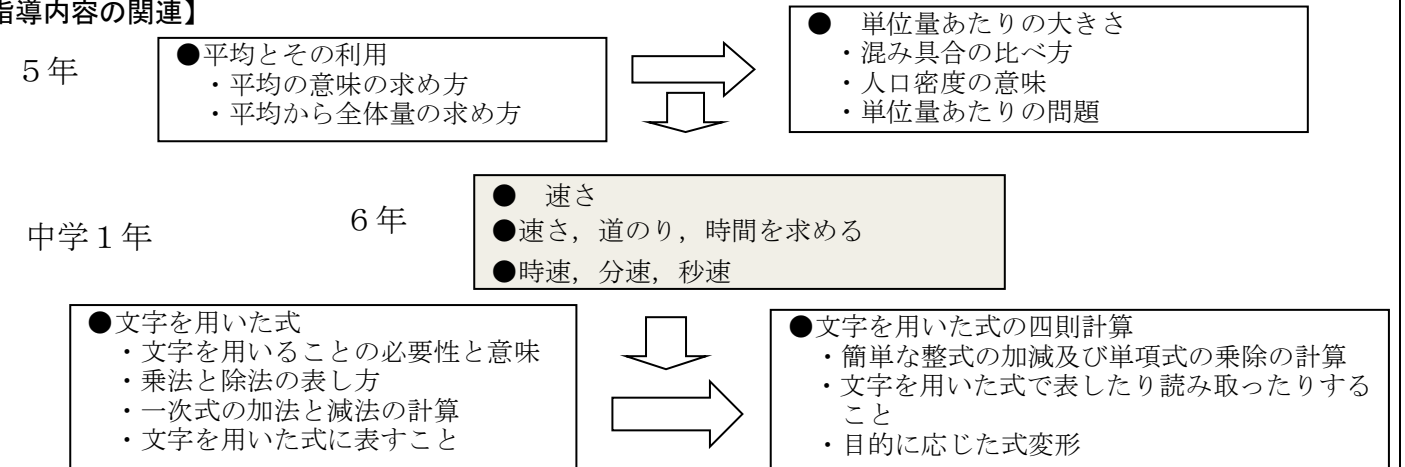 指導内容の関連】
5年
●平均とその利用
・平均の意味の求め方
・平均から全体量の求め方
● 単位量あたりの大きさ
・混み具合の比べ方
・人口密度の意味
・単位量あたりの問題
中学1年
6年
● 速さ
●速さ，道のり，時間を求める
●時速，分速，秒速
●文字を用いた式
・文字を用いることの必要性と意味
・乗法と除法の表し方
・一次式の加法と減法の計算
・文字を用いた式に表すこと
●文字を用いた式の四則計算
・簡単な整式の加減及び単項式の乗除の計算
・文字を用いた式で表したり読み取ったりする
こと
・目的に応じた式変形